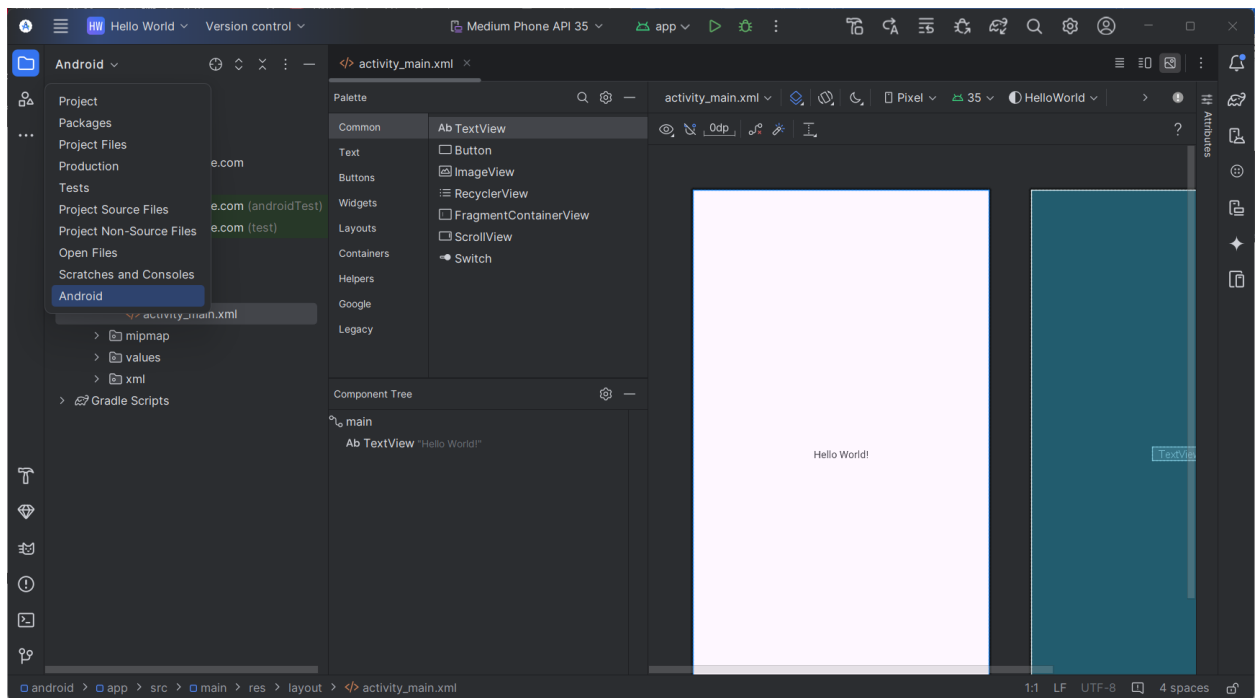 HW Hello World Version control Medium Phone API 35 app
Android
activity_main.xml
Project
Packages
Project Files
Production
Tests
Project Source Files
Project Non-Source Files
Open Files
Scratches and Consoles
Android
e.com
e.com (androidTest)
e.com (test)
activity_main.xml
mipmap
values
xml
Gradle Scripts
Palette
Common
Text
Buttons
Widgets
Layouts
Containers
Helpers
Google
Legacy
Ab TextView
Button
ImageView
RecyclerView
FragmentContainerView
ScrollView
Switch
Component Tree
main
Ab TextView "Hello World!"
activity_main.xml Pixel 35 HelloWorld
0dp
?
Hello World!
TextView
Attributes
android > app > src > main > res > layout > activity_main.xml
1:1 LF UTF-8 4 spaces